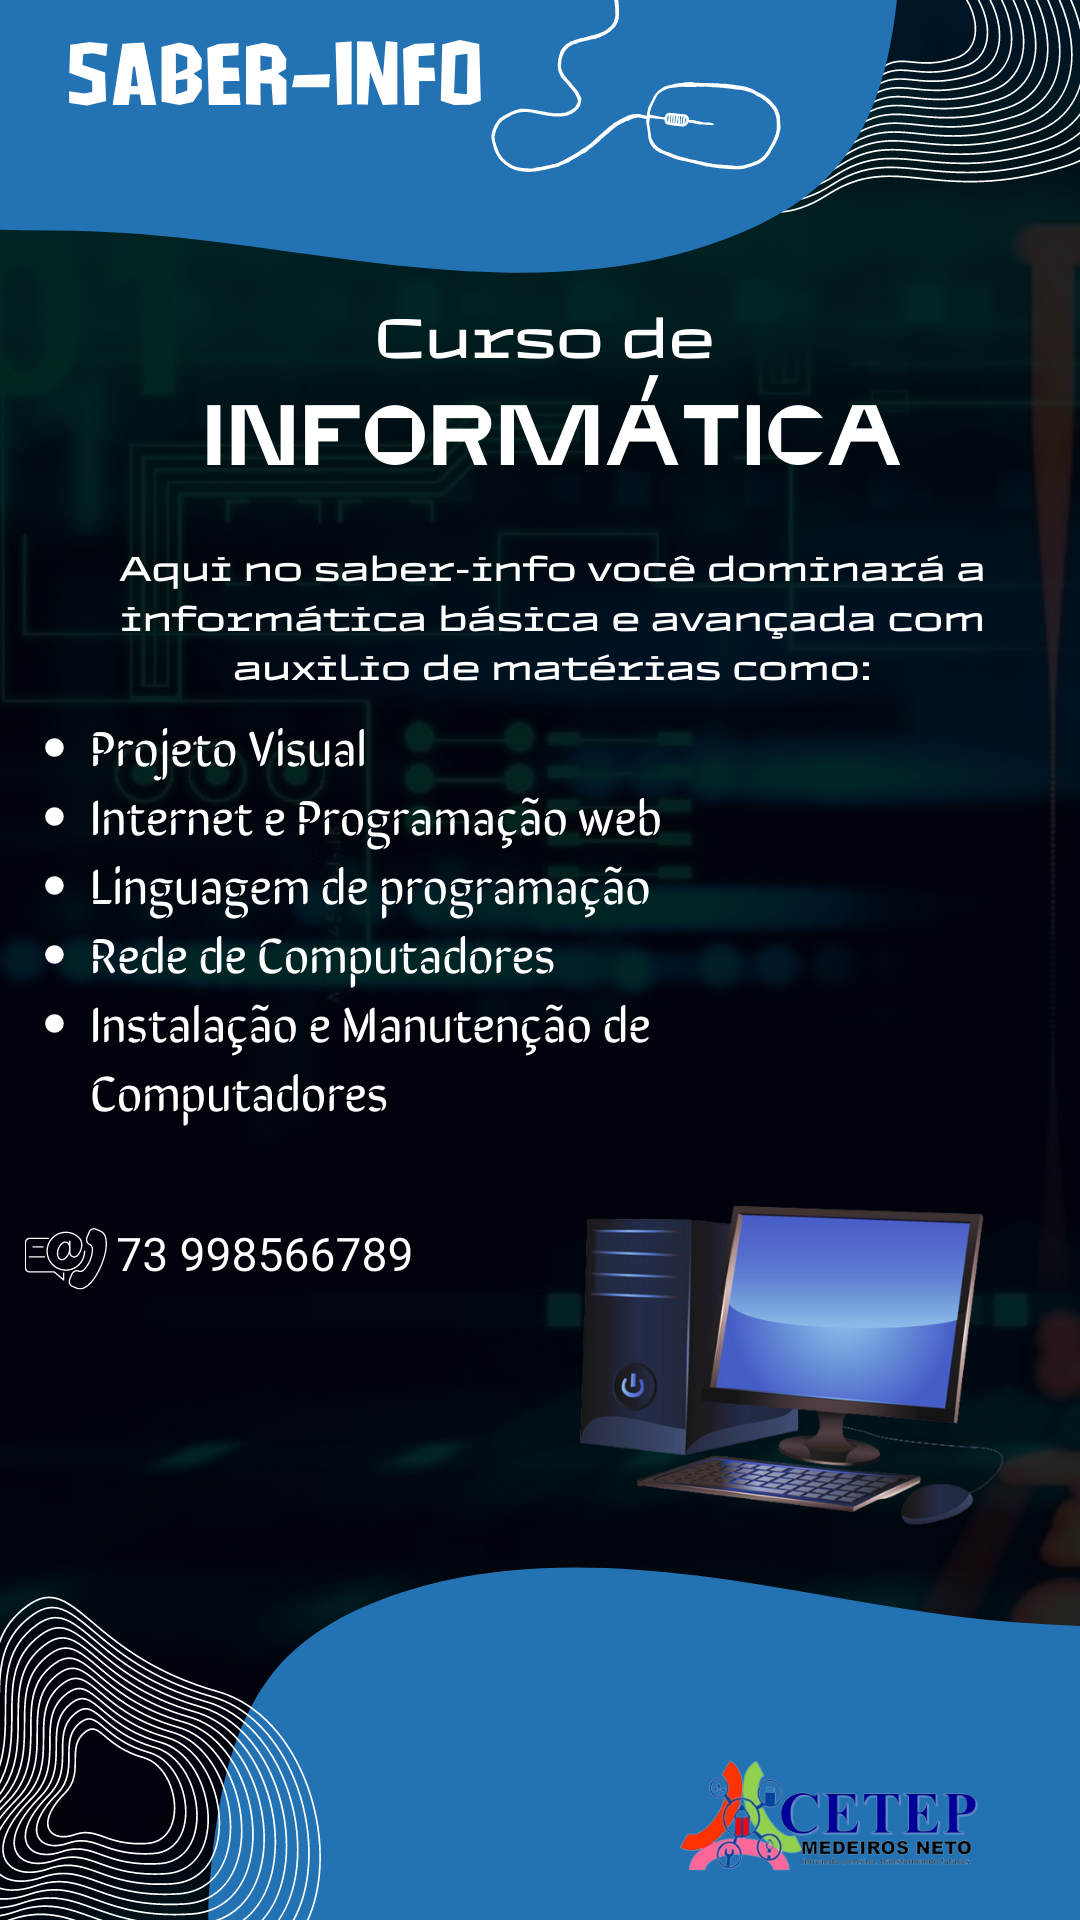 SABER-INFO
Curso de
INFORMÁTICA
Aqui no saber-info você dominará a
informática básica e avançada com
auxilio de matérias como:
Projeto Visual
Internet e Programação web
Linguagem de programação
Rede de Computadores
Instalação e Manutenção de
Computadores
73 998566789
CETEP
MEDEIROS NETO